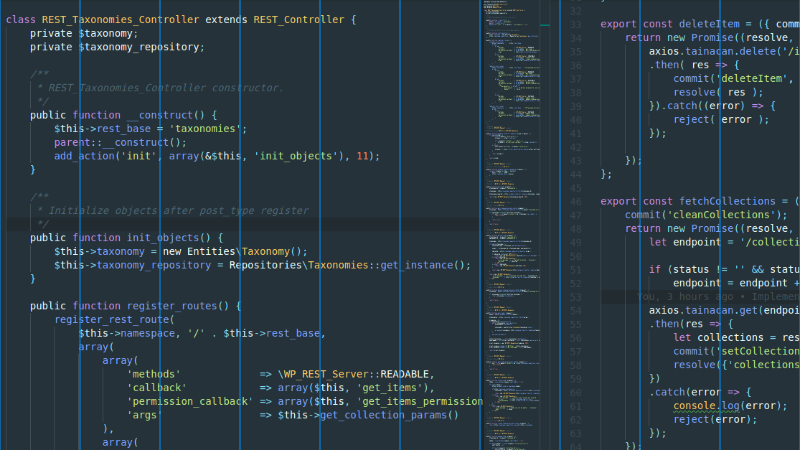 class REST_Taxonomies_Controller extends REST_Controller {
private $taxonomy;
private $taxonomy_repository;
/**
* REST_Taxonomies_Controller constructor.
*/
public function __construct() {
$this->rest_base = 'taxonomies';
parent::__construct();
add_action('init', array(&$this, 'init_objects'), 11);
}
/**
* Initialize objects after post_type register
*/
public function init_objects() {
$this->taxonomy = new Entities\Taxonomy();
$this->taxonomy_repository = Repositories\Taxonomies::get_instance();
}
public function register_routes() {
register_rest_route(
$this->namespace, '/' . $this->rest_base,
array(
array(
'methods' => \WP_REST_Server::READABLE,
'callback' => array($this, 'get_items'),
'permission_callback' => array($this, 'get_items_permission
'args' => $this->get_collection_params()
),
array(
32
33 export const deleteItem = ({ comm
34 return new Promise((resolve,
35 axios.tainacan.delete('/i
36 .then( res => {
37 commit('deleteItem',
38 resolve( res );
39 }).catch((error) => {
40 reject( error );
41 });
42
43 });
44 };
45
46 export const fetchCollections = (
47 commit('cleanCollections');
48 return new Promise((resolve,
49 let endpoint = '/collecti
50
51 if (status != '' && statu
52 endpoint = endpoint +
53 You, 3 hours ago • Implemen
54 axios.tainacan.get(endpoi
55 .then(res => {
56 let collections = res
57 commit('setCollection
58 resolve({'collections
59 })
60 .catch(error => {
61 console.log(error);
62 reject(error);
63 });
64 });